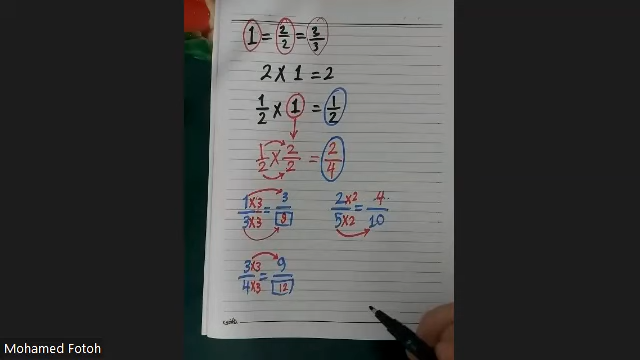 1 = 2/2 = 3/3
2 X 1 = 2
1/2 X 1 = 1/2
1/2 X 2/2 = 2/4
1x3/3x3 = 3/9 2x2/5x2 = 4/10
3x3/4x3 = 9/12
Mohamed Fotoh